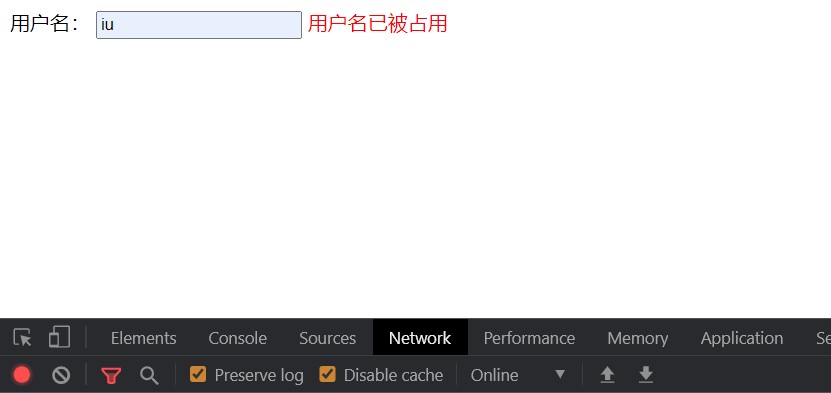 用户名： iu 用户名已被占用
Elements Console Sources Network Performance Memory Application Se
Preserve log Disable cache Online